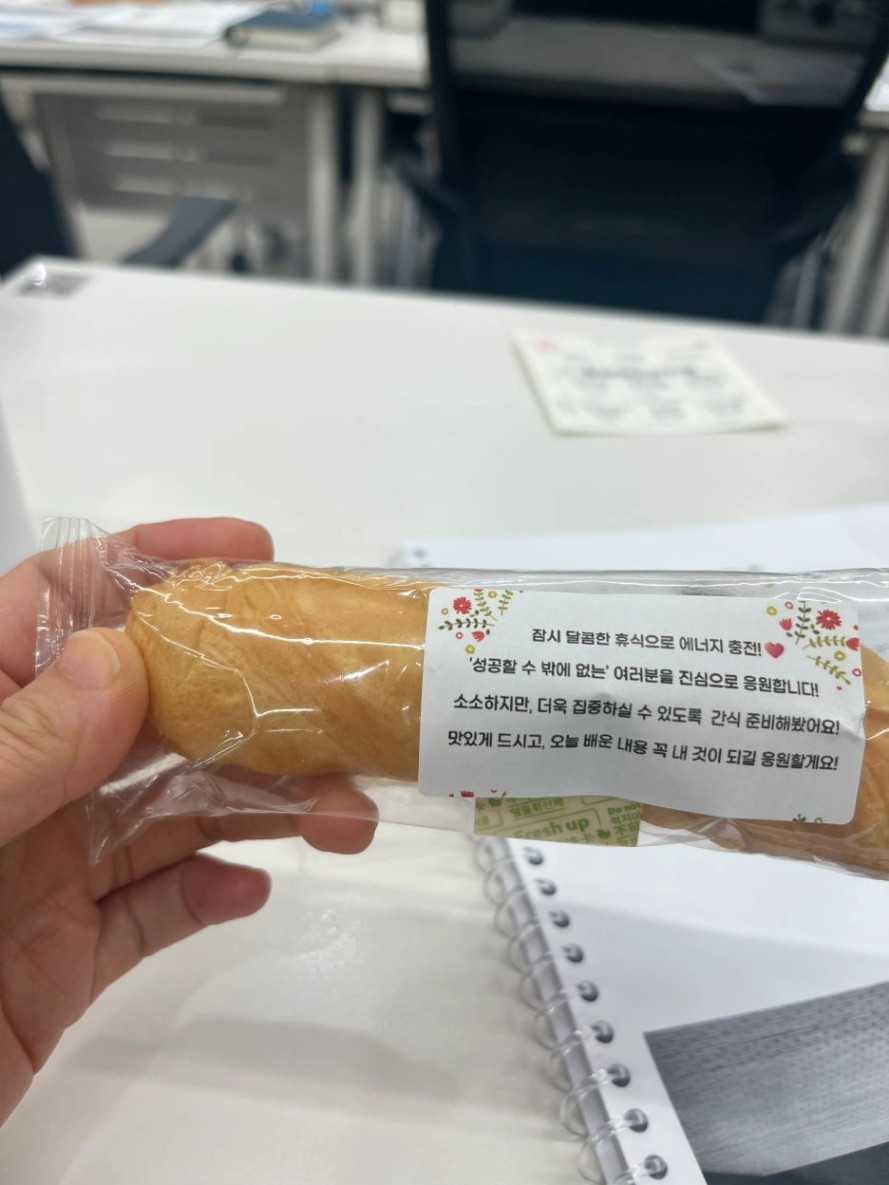 잠시 달콤한 휴식으로 에너지 충전!
'성공할 수 밖에 없는' 여러분을 진심으로 응원합니다!
소소하지만, 더욱 집중하실 수 있도록 간식 준비해봤어요!
맛있게 드시고, 오늘 배운 내용 꼭 내 것이 되길 응원할게요!
Fresh up